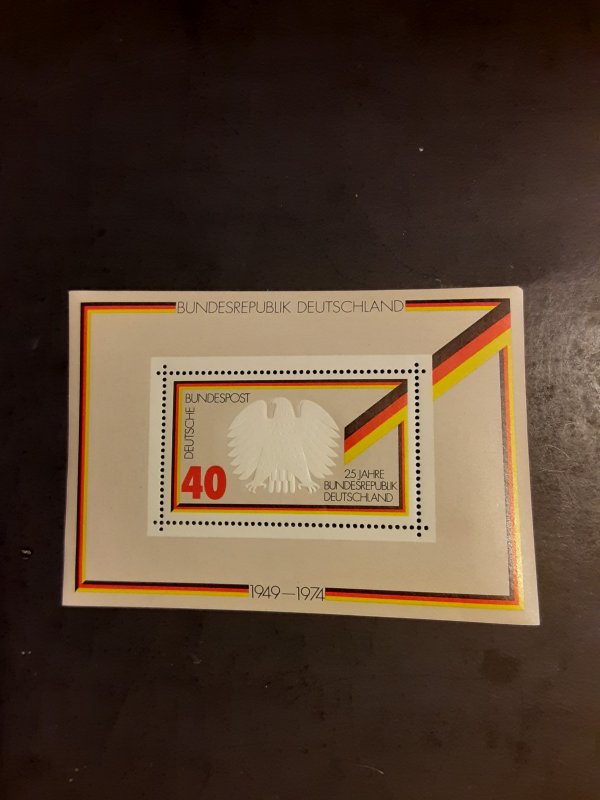 BUNDESREPUBLIK DEUTSCHLAND
DEUTSCHE BUNDESPOST
40
25 JAHRE
BUNDESREPUBLIK
DEUTSCHLAND
1949—1974